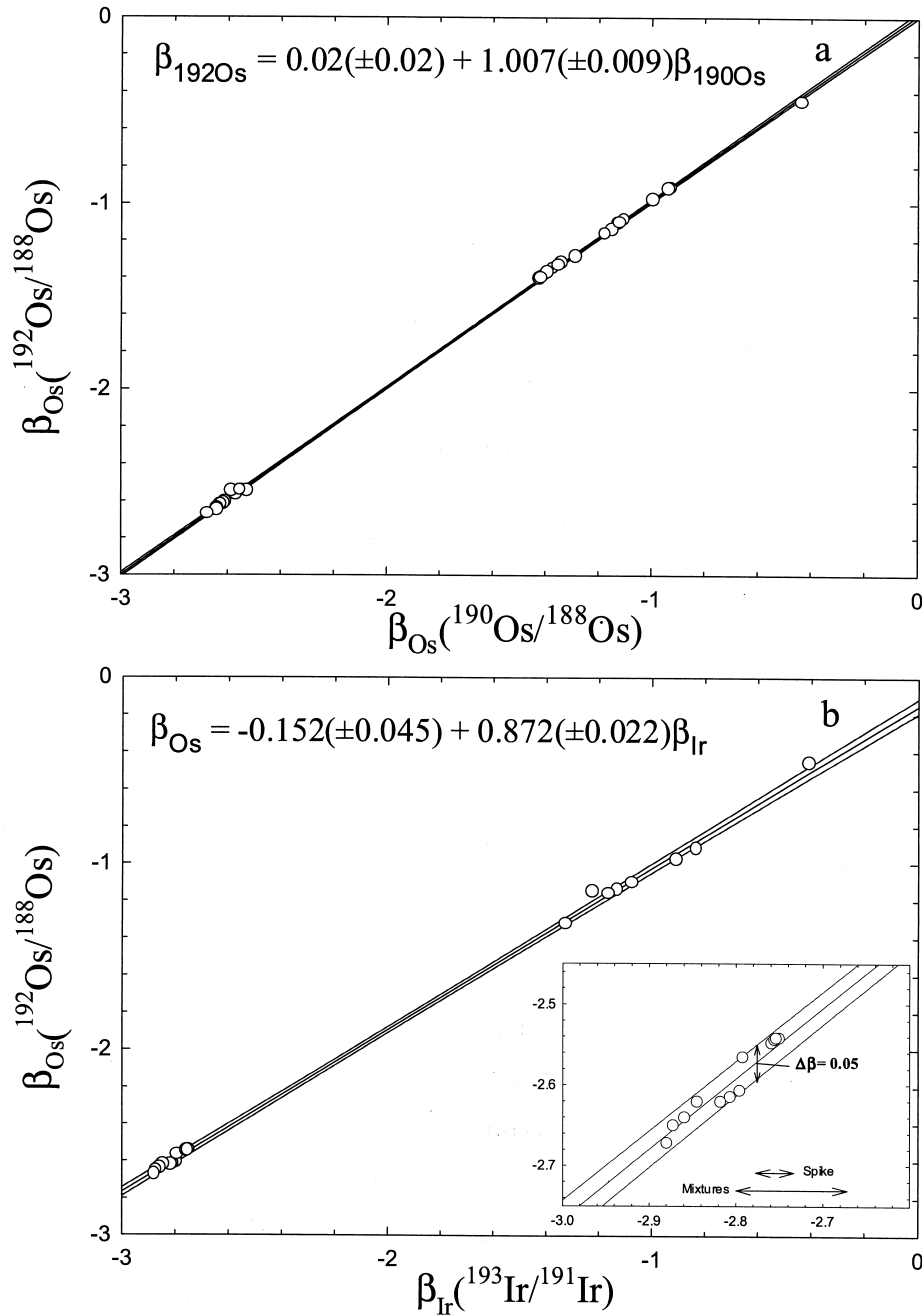 0
β192Os = 0.02(±0.02) + 1.007(±0.009)β190Os
a
-1
-2
-3
βOs(192Os/188Os)
-3
-2
-1
0
βOs(190Os/188Os)
0
βOs = -0.152(±0.045) + 0.872(±0.022)βIr
b
-1
-2
-3
βOs(192Os/188Os)
-2.5
-2.6
-2.7
Δβ= 0.05
Spike
Mixtures
-3.0
-2.9
-2.8
-2.7
-3
-2
-1
0
βIr(193Ir/191Ir)